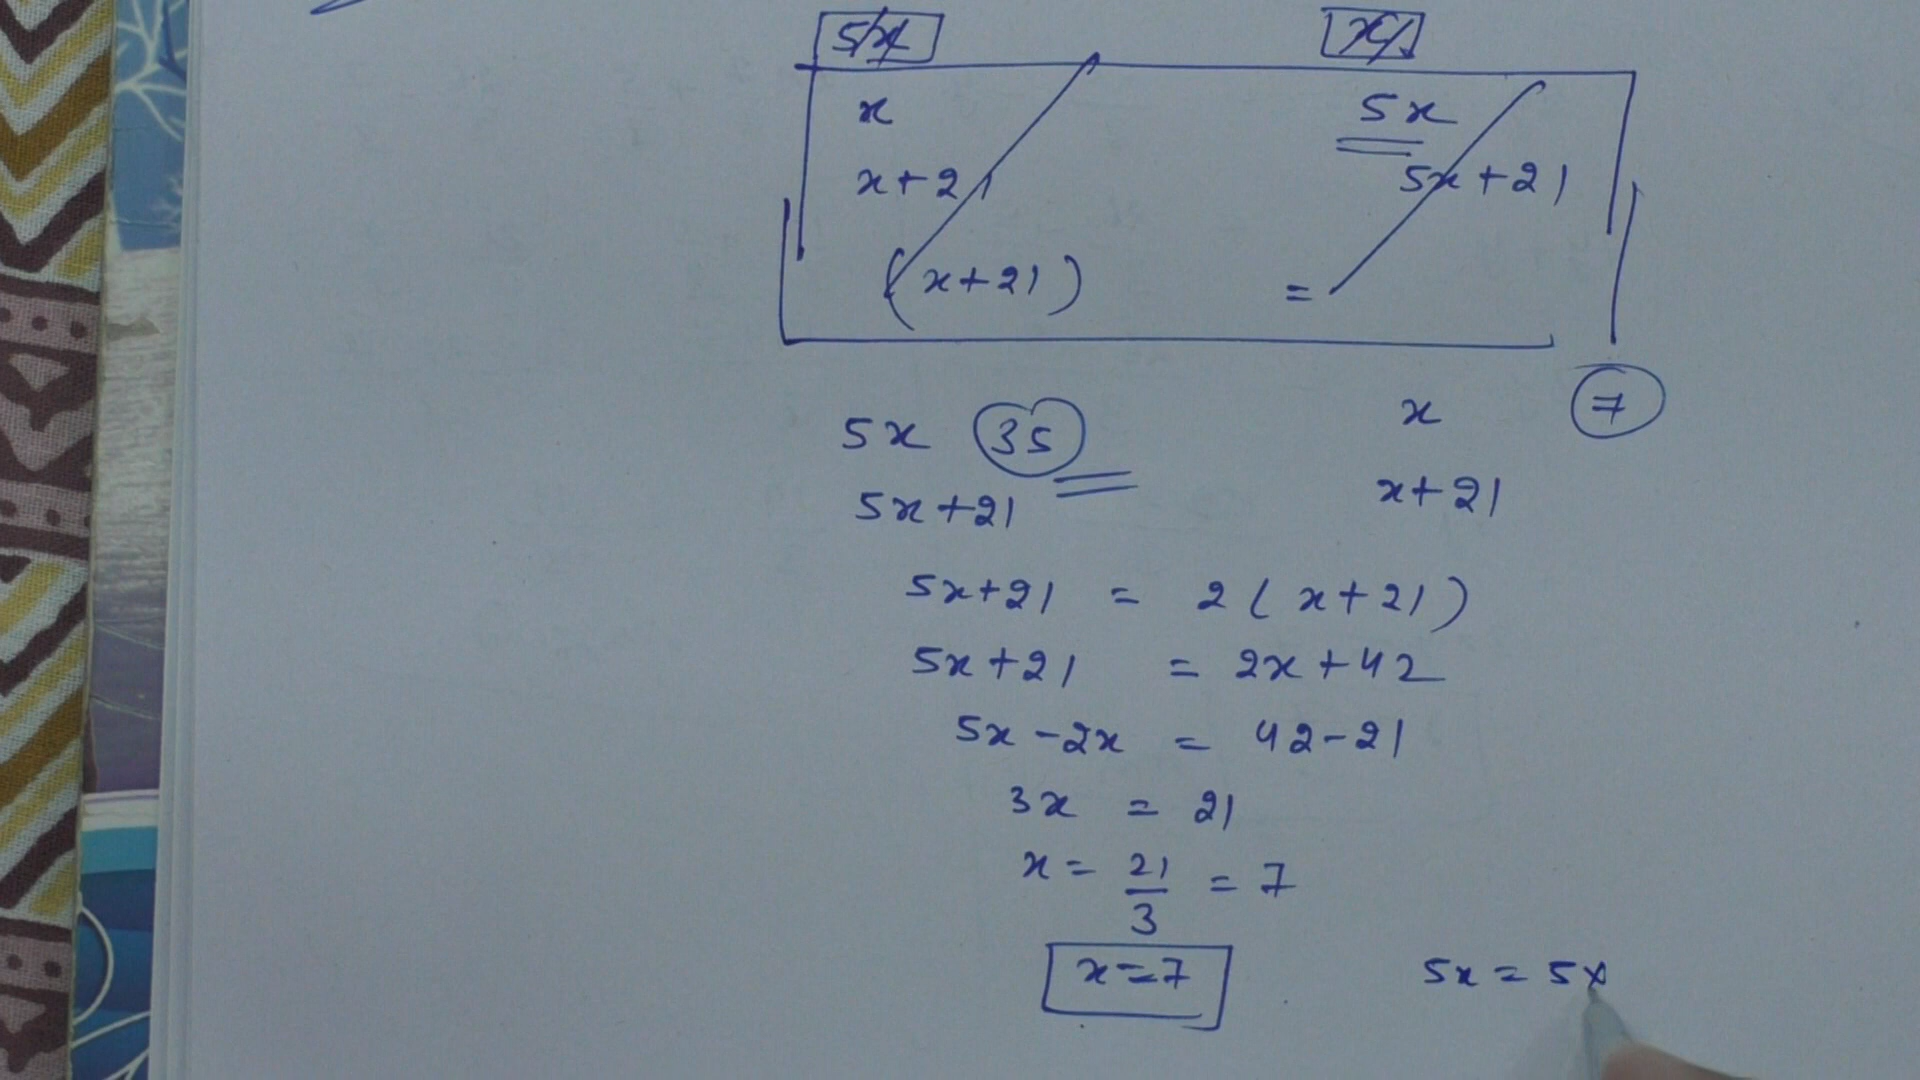 5x x
x 5x
x+21 5x+21
(x+21) =
5x 35 x 7
5x+21 x+21
5x+21 = 2(x+21)
5x+21 = 2x+42
5x-2x = 42-21
3x = 21
x = 21/3 = 7
x=7 5x = 5x